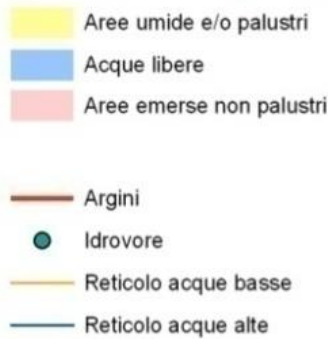 Aree umide e/o palustri
Acque libere
Aree emerse non palustri
Argini
Idrovore
Reticolo acque basse
Reticolo acque alte